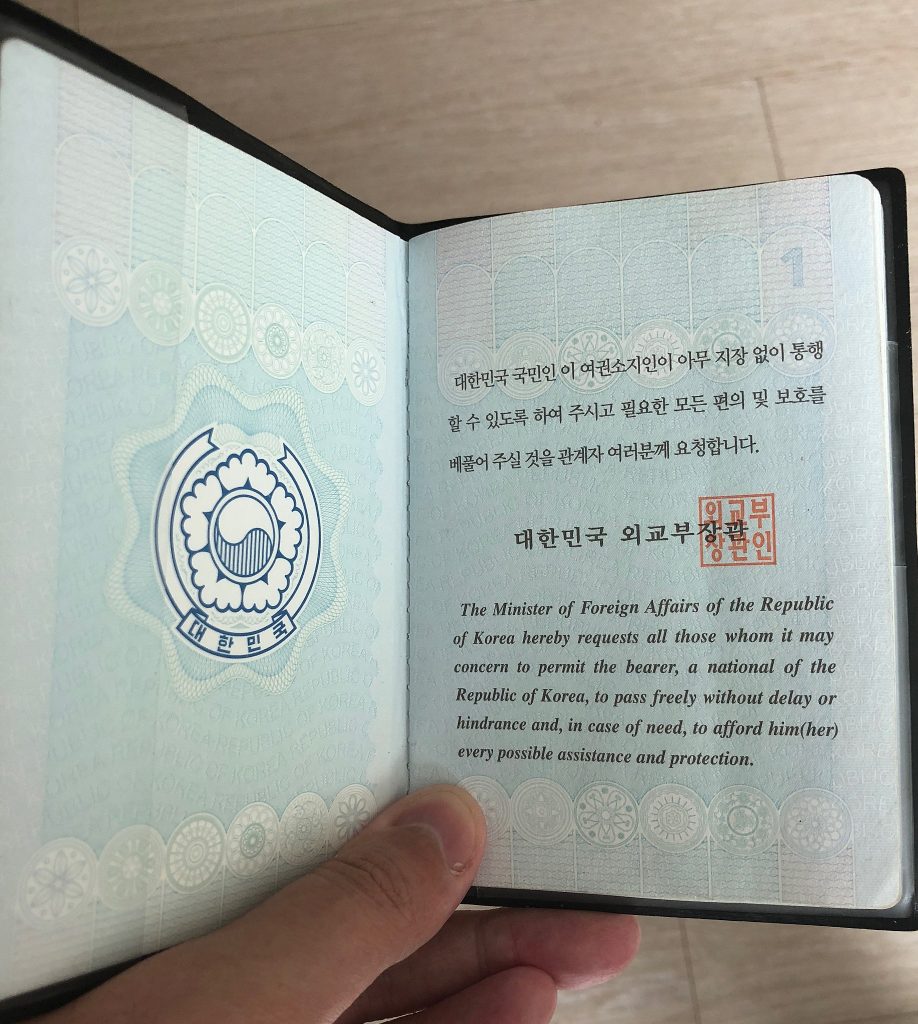 대한민국
1
대한민국 국민인 이 여권소지인이 아무 지장 없이 통행
할 수 있도록 하여 주시고 필요한 모든 편의 및 보호를
베풀어 주실 것을 관계자 여러분께 요청합니다.
대한민국 외교부장관
외교부
장관인
The Minister of Foreign Affairs of the Republic
of Korea hereby requests all those whom it may
concern to permit the bearer, a national of the
Republic of Korea, to pass freely without delay or
hindrance and, in case of need, to afford him(her)
every possible assistance and protection.